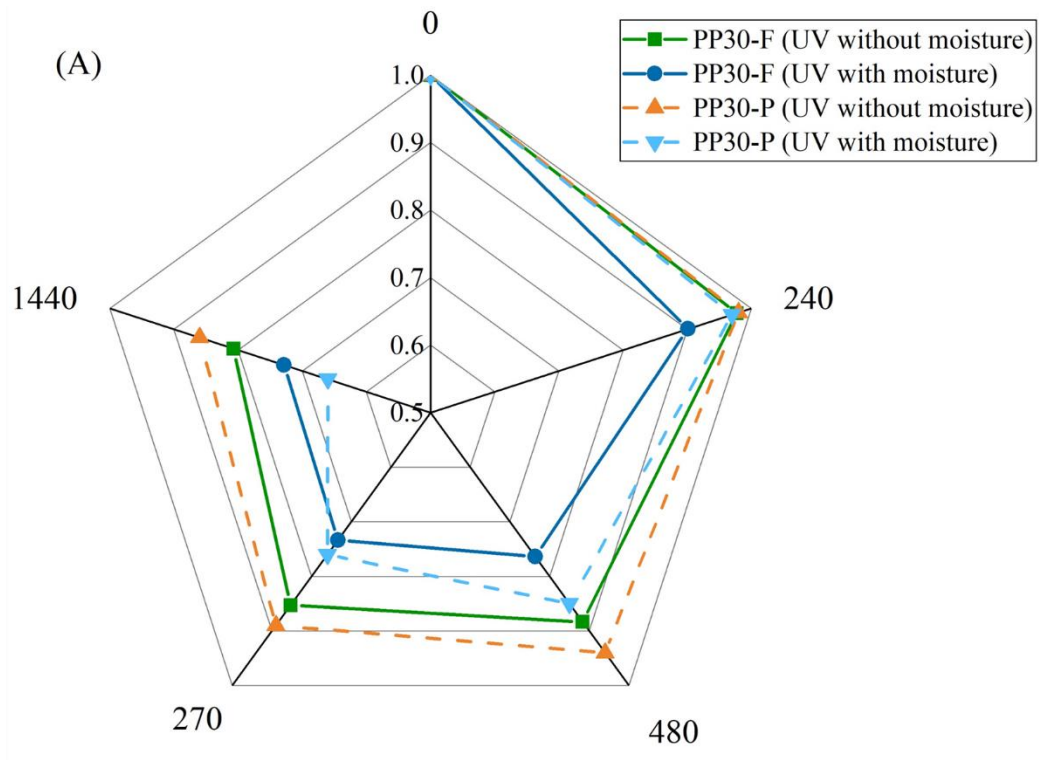 0
(A)
PP30-F (UV without moisture)
PP30-F (UV with moisture)
PP30-P (UV without moisture)
PP30-P (UV with moisture)
1.0
0.9
0.8
0.7
0.6
0.5
1440
240
270
480